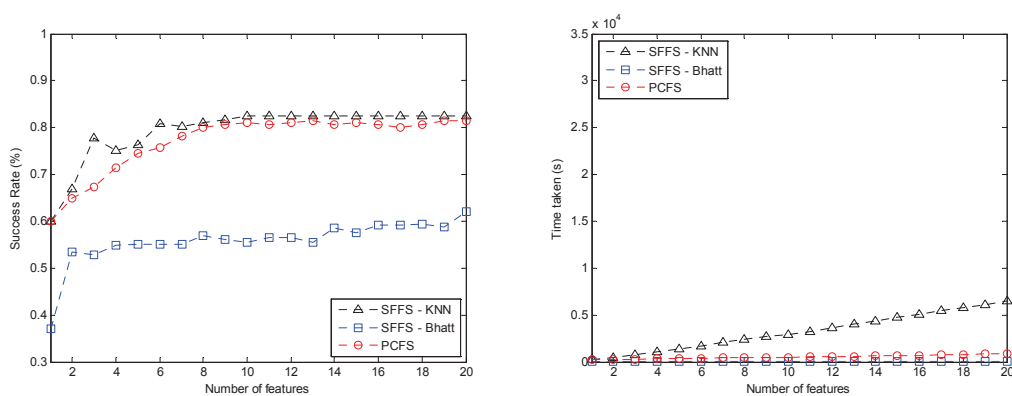 1
0.9
0.8
0.7
0.6
0.5
0.4
0.3
Success Rate (%)
2 4 6 8 10 12 14 16 18 20
Number of features
SFFS - KNN
SFFS - Bhatt
PCFS
x 10^4
3.5
3
2.5
2
1.5
1
0.5
0
Time taken (s)
2 4 6 8 10 12 14 16 18 20
Number of features
SFFS - KNN
SFFS - Bhatt
PCFS